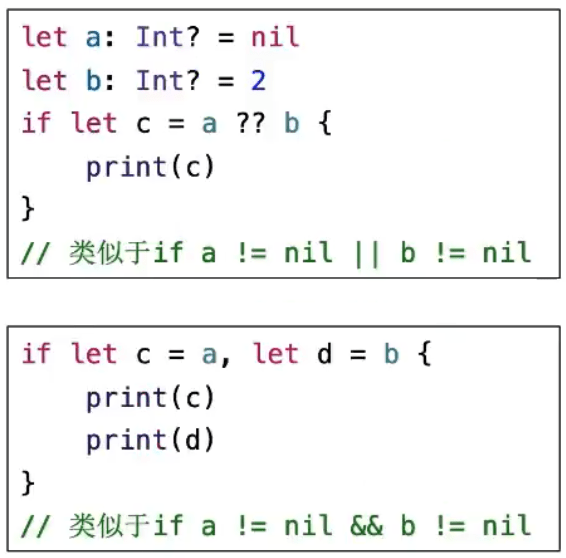 let a: Int? = nil
let b: Int? = 2
if let c = a ?? b {
    print(c)
}
// 类似于if a != nil || b != nil
if let c = a, let d = b {
    print(c)
    print(d)
}
// 类似于if a != nil && b != nil